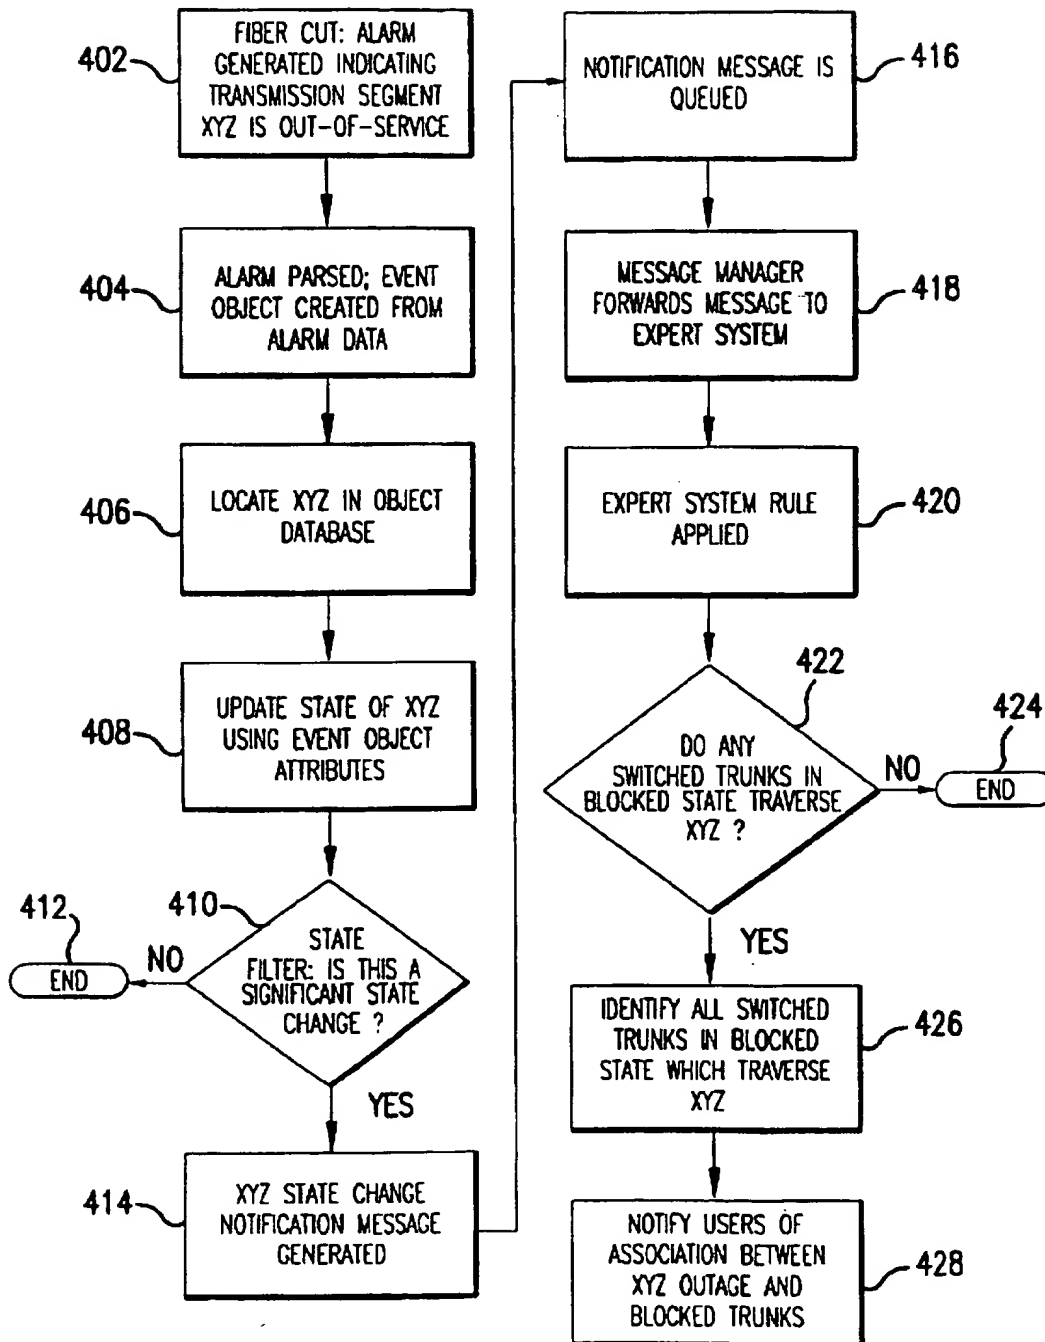 402
FIBER CUT: ALARM
GENERATED INDICATING
TRANSMISSION SEGMENT
XYZ IS OUT-OF-SERVICE
404
ALARM PARSED; EVENT
OBJECT CREATED FROM
ALARM DATA
406
LOCATE XYZ IN OBJECT
DATABASE
408
UPDATE STATE OF XYZ
USING EVENT OBJECT
ATTRIBUTES
410
STATE
FILTER: IS THIS A
SIGNIFICANT STATE
CHANGE ?
NO
412
END
YES
414
XYZ STATE CHANGE
NOTIFICATION MESSAGE
GENERATED
416
NOTIFICATION MESSAGE IS
QUEUED
418
MESSAGE MANAGER
FORWARDS MESSAGE TO
EXPERT SYSTEM
420
EXPERT SYSTEM RULE
APPLIED
422
DO ANY
SWITCHED TRUNKS IN
BLOCKED STATE TRAVERSE
XYZ ?
NO
424
END
YES
426
IDENTIFY ALL SWITCHED
TRUNKS IN BLOCKED
STATE WHICH TRAVERSE
XYZ
428
NOTIFY USERS OF
ASSOCIATION BETWEEN
XYZ OUTAGE AND
BLOCKED TRUNKS